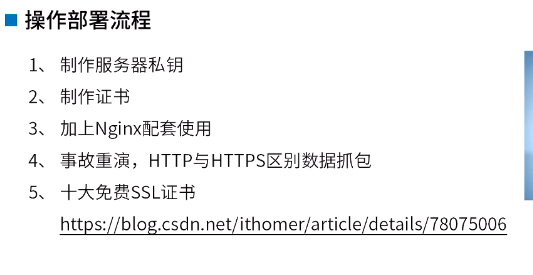 操作部署流程
1、 制作服务器私钥
2、 制作证书
3、 加上Nginx配套使用
4、 事故重演，HTTP与HTTPS区别数据抓包
5、 十大免费SSL证书
https://blog.csdn.net/ithomer/article/details/78075006